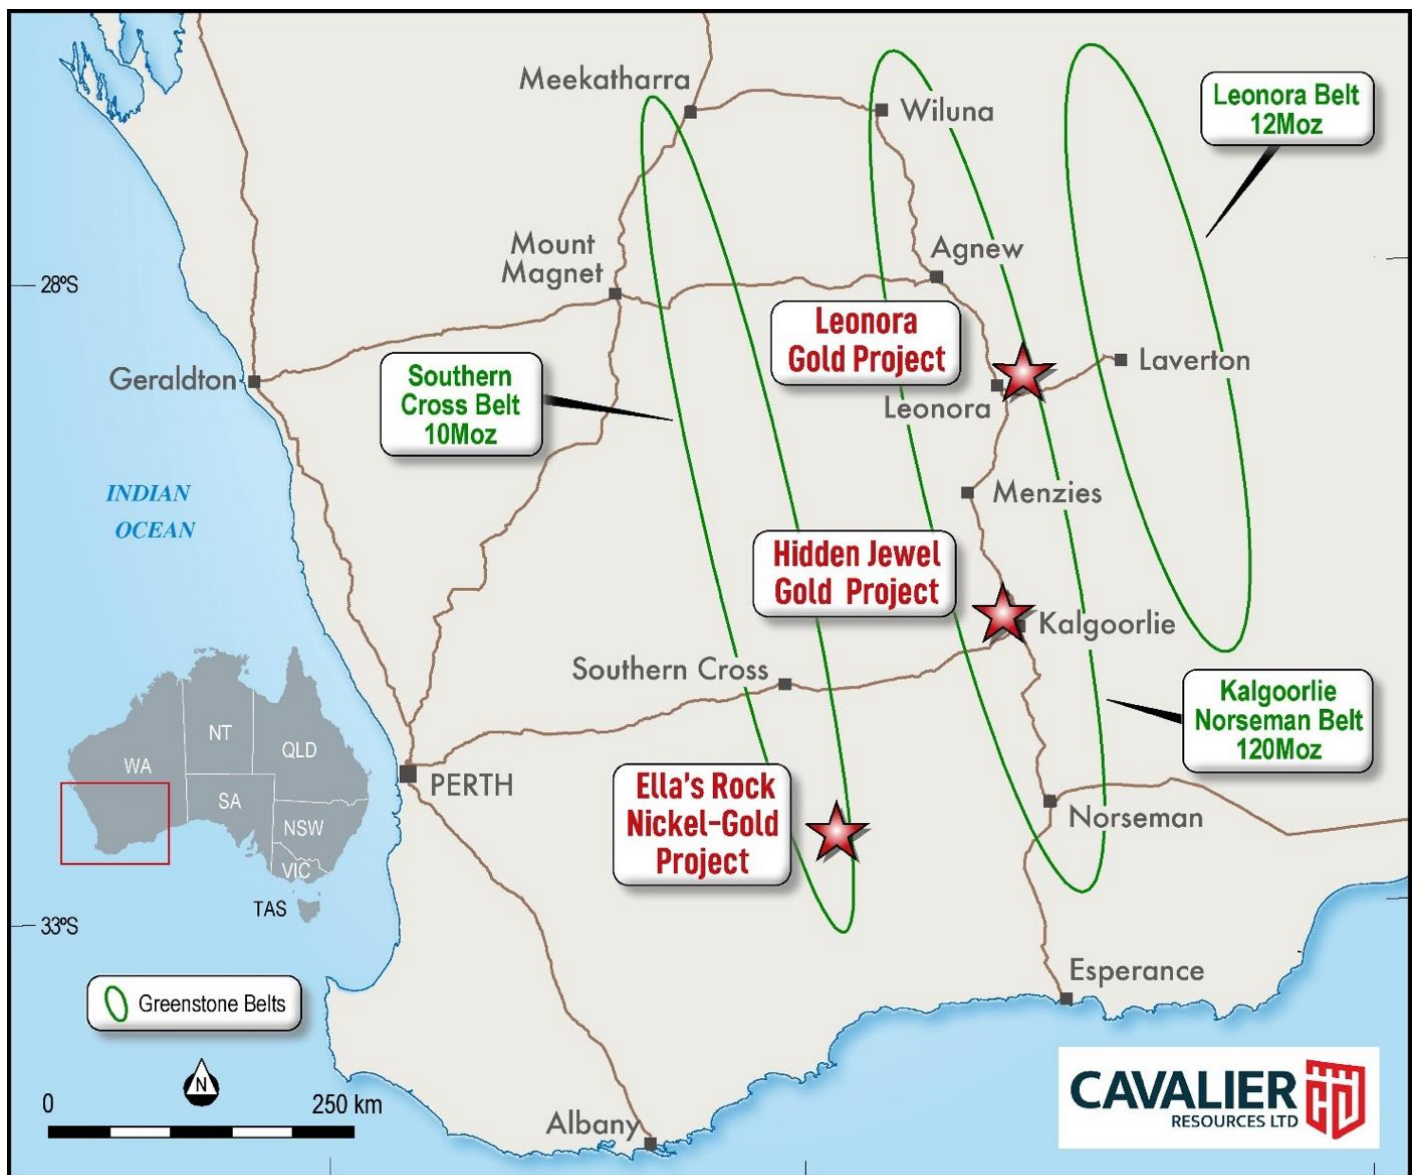 Meekatharra
Wiluna
Leonora Belt
12Moz
Mount
Magnet
Agnew
28ºS
Leonora
Gold Project
Laverton
Geraldton
Southern
Cross Belt
10Moz
Leonora
INDIAN
OCEAN
Menzies
Hidden Jewel
Gold Project
Kalgoorlie
Southern Cross
Kalgoorlie
Norseman Belt
120Moz
NT
QLD
WA
SA
NSW
VIC
TAS
PERTH
Ella's Rock
Nickel-Gold
Project
Norseman
33ºS
Esperance
Greenstone Belts
N
0 250 km
Albany
CAVALIER
RESOURCES LTD